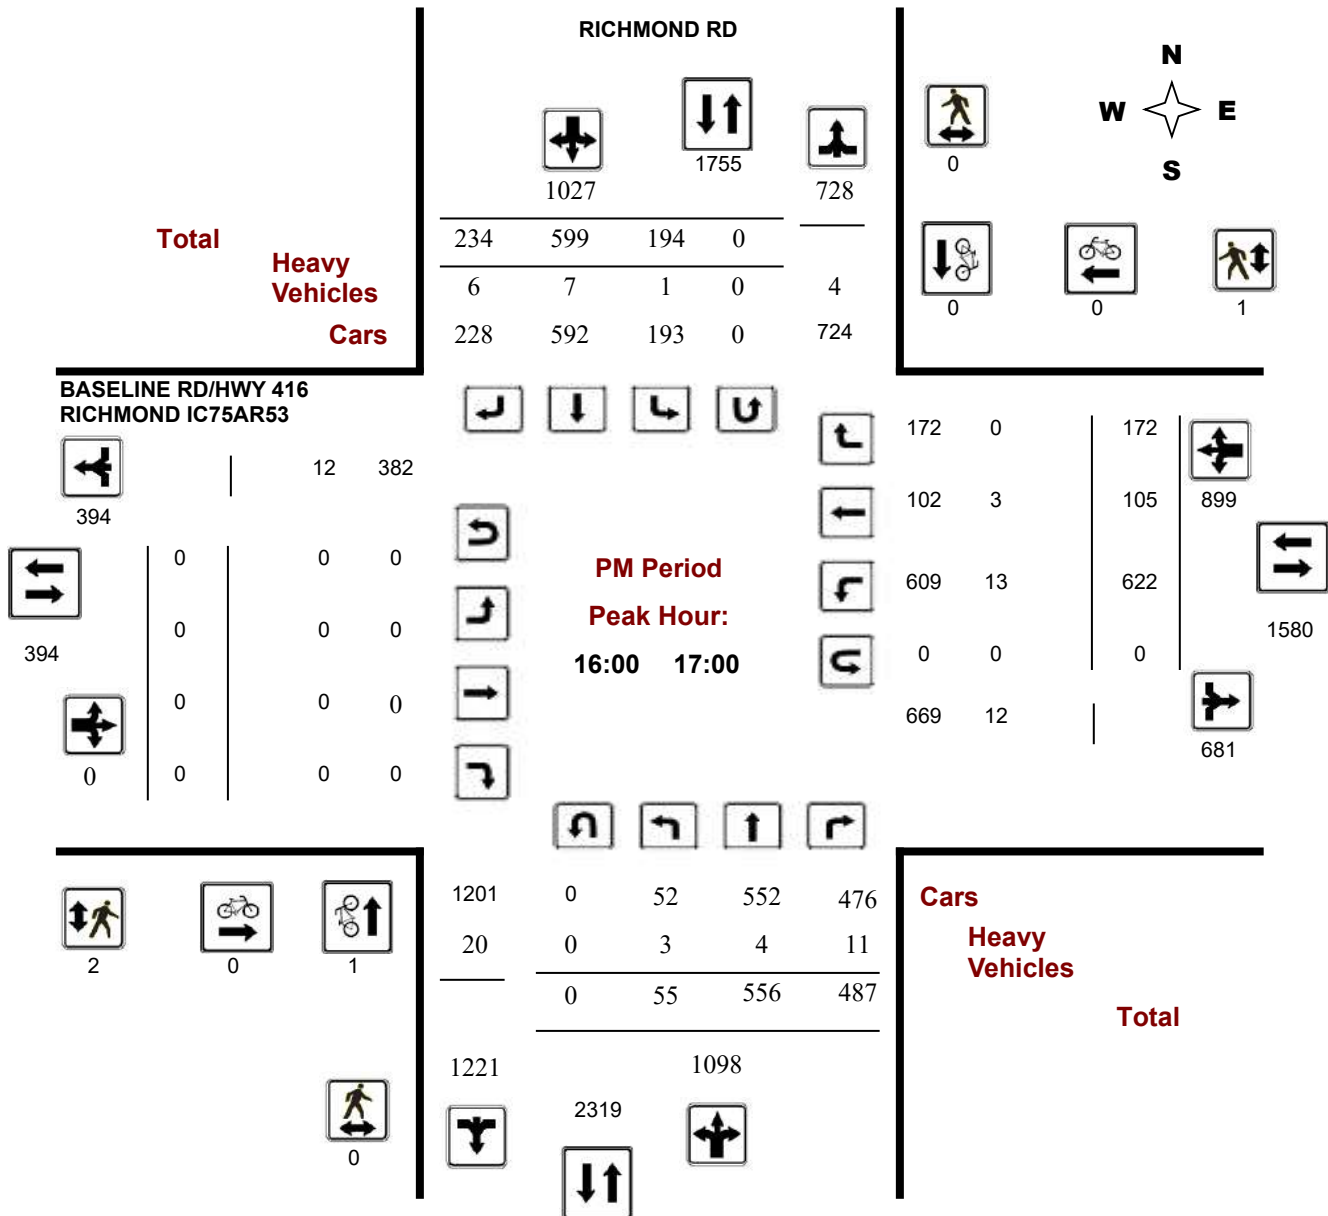 RICHMOND RD
N
W E
S
1755
1027
728
0
Total
234 599 194 0
Heavy
Vehicles
6 7 1 0 4
0 0 1
Cars
228 592 193 0 724
BASELINE RD/HWY 416
RICHMOND IC75AR53
172 0 172
12 382
394
102 3 105 899
0 0 0
PM Period
609 13 622
Peak Hour:
0 0 0
1580
394
16:00 17:00
0 0 0
0 0 0
669 12
681
0
0 0 0
1201 0 52 552 476
Cars
20 0 3 4 11
Heavy
Vehicles
2 0 1
0 55 556 487
Total
1221 1098
2319
0